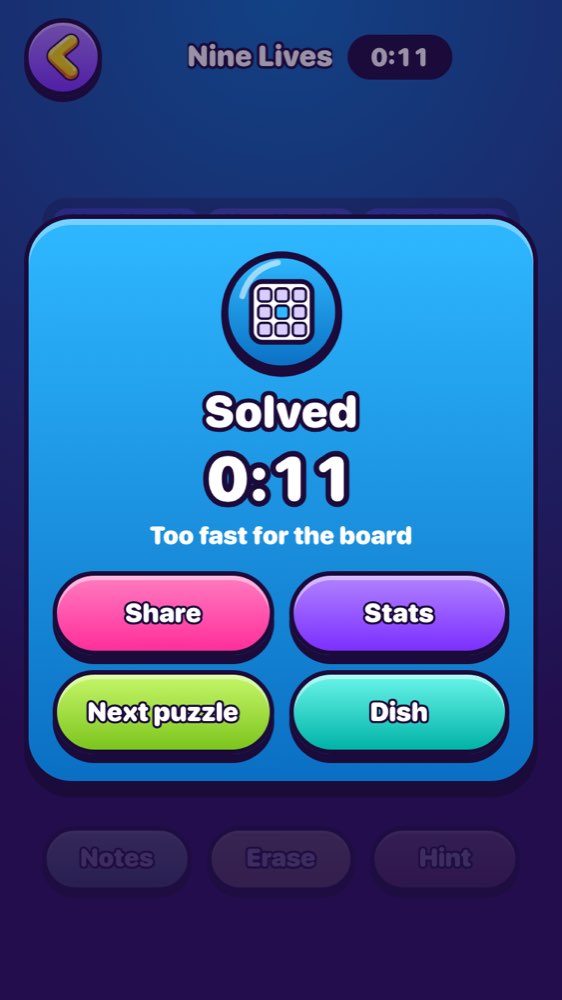 Nine Lives 0:11
Solved
0:11
Too fast for the board
Share Stats
Next puzzle Dish
Notes Erase Hint